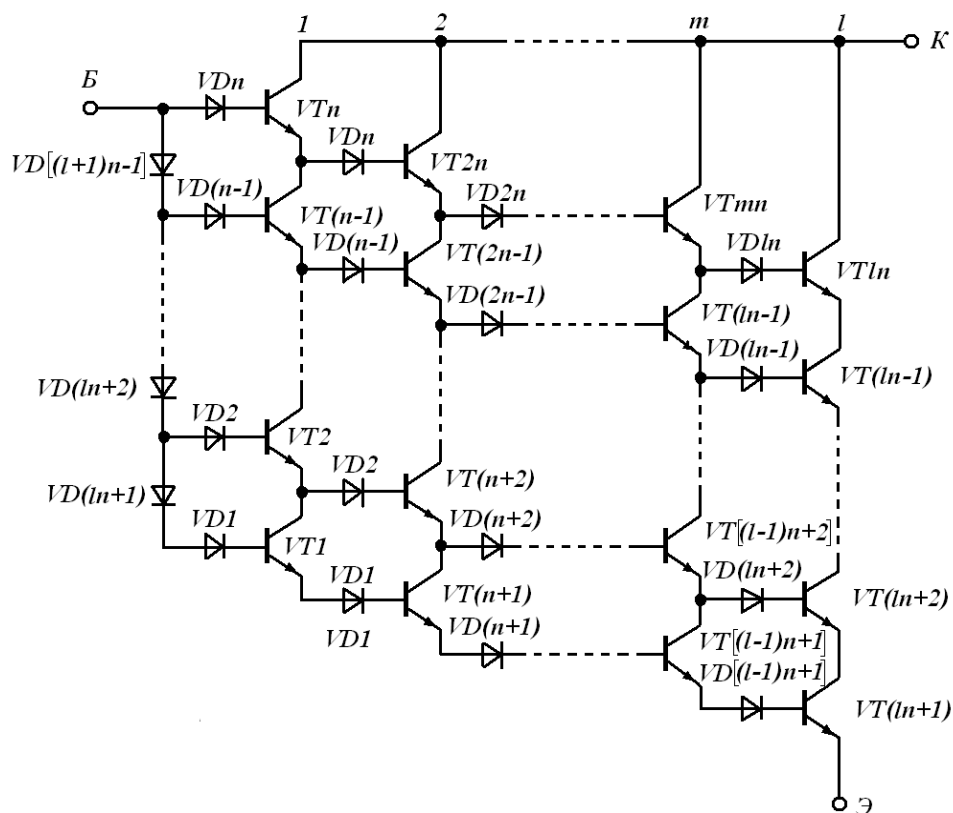 1 2 m l
К
Б
VDn
VTn
VDn
VT2n
VD[(l+1)n-1]
VD(n-1)
VD2n
VTmn
VT(n-1)
VD(n-1)
VT(2n-1)
VDln
VTln
VD(2n-1)
VT(ln-1)
VD(ln-1)
VT(ln-1)
VD(ln+2)
VD2
VT2
VD2
VT(n+2)
VD(ln+1)
VD(n+2)
VT[(l-1)n+2]
VD1
VT1
VD1
VT(n+1)
VD(ln+2)
VT(ln+2)
VD1
VD(n+1)
VT[(l-1)n+1]
VD[(l-1)n+1]
VT(ln+1)
Э